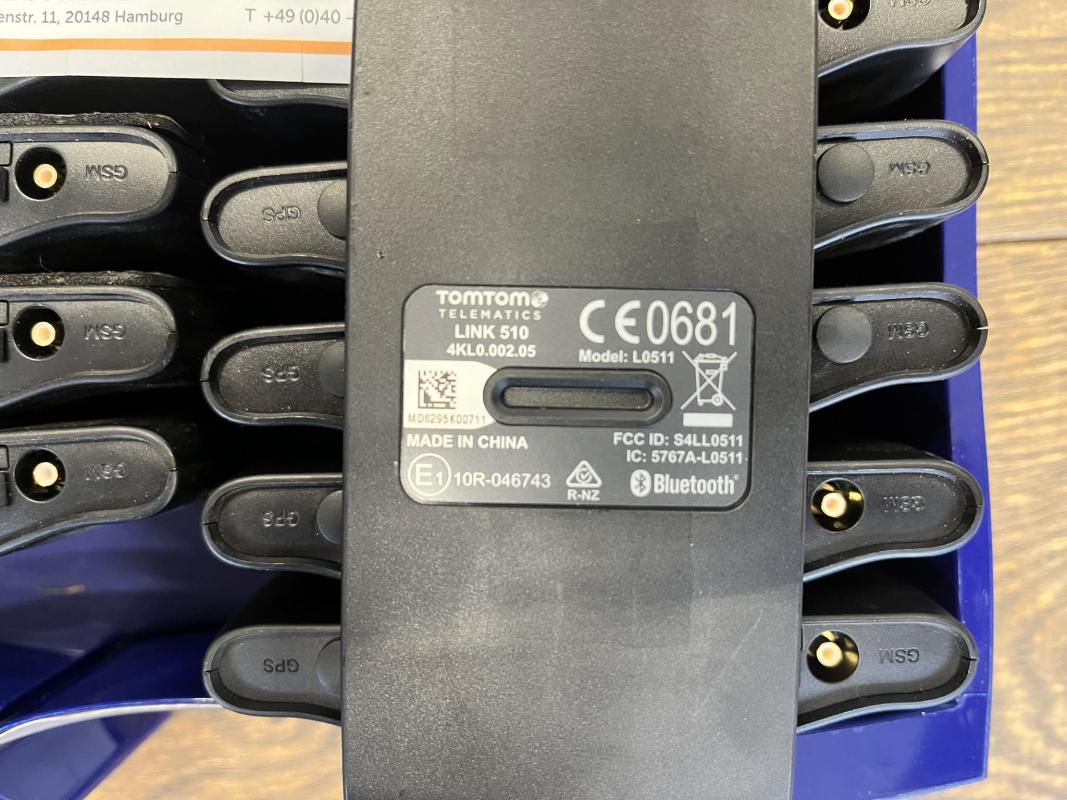 enstr. 11, 20148 Hamburg
T +49 (0)40 –
TOMTOM
TELEMATICS
LINK 510
4KL0.002.05
CE0681
Model: L0511
MD6295K00711
MADE IN CHINA
FCC ID: S4LL0511
IC: 5767A-L0511
E1 10R-046743
R-NZ
Bluetooth®
GSM
GSM
GSM
GPS
GPS
GPS
GPS
GSM
GSM
GSM
GSM
GSM